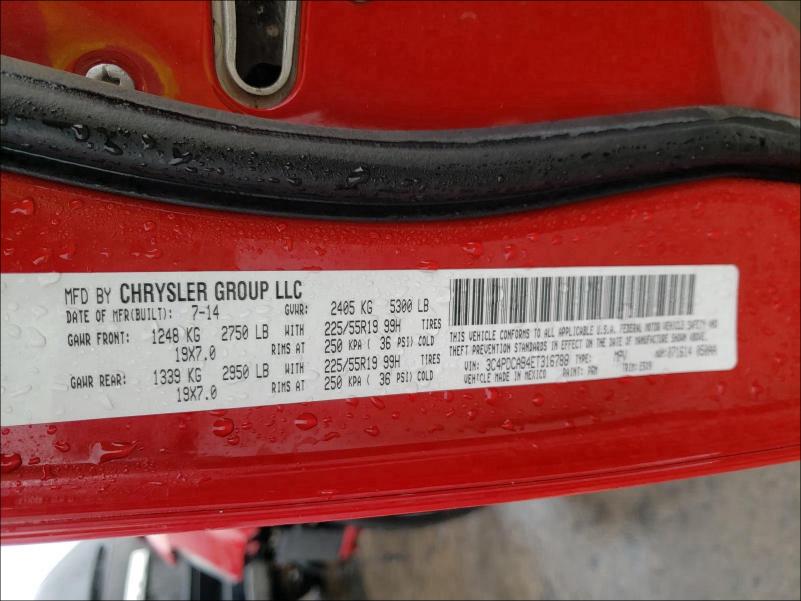 MFD BY CHRYSLER GROUP LLC
DATE OF MFR(BUILT): 7-14 GVWR: 2405 KG 5300 LB
GAWR FRONT: 1248 KG 2750 LB WITH 225/55R19 99H TIRES
19X7.0 RIMS AT 250 KPA ( 36 PSI) COLD
GAWR REAR: 1339 KG 2950 LB WITH 225/55R19 99H TIRES
19X7.0 RIMS AT 250 KPA ( 36 PSI) COLD
THIS VEHICLE CONFORMS TO ALL APPLICABLE U.S.A. FEDERAL MOTOR VEHICLE SAFETY AND
THEFT PREVENTION STANDARDS IN EFFECT ON THE DATE OF MANUFACTURE SHOWN ABOVE.
VIN: TYPE: MPV MDH: 071614
VEHICLE MADE IN MEXICO PAINT: PRM TRIM: